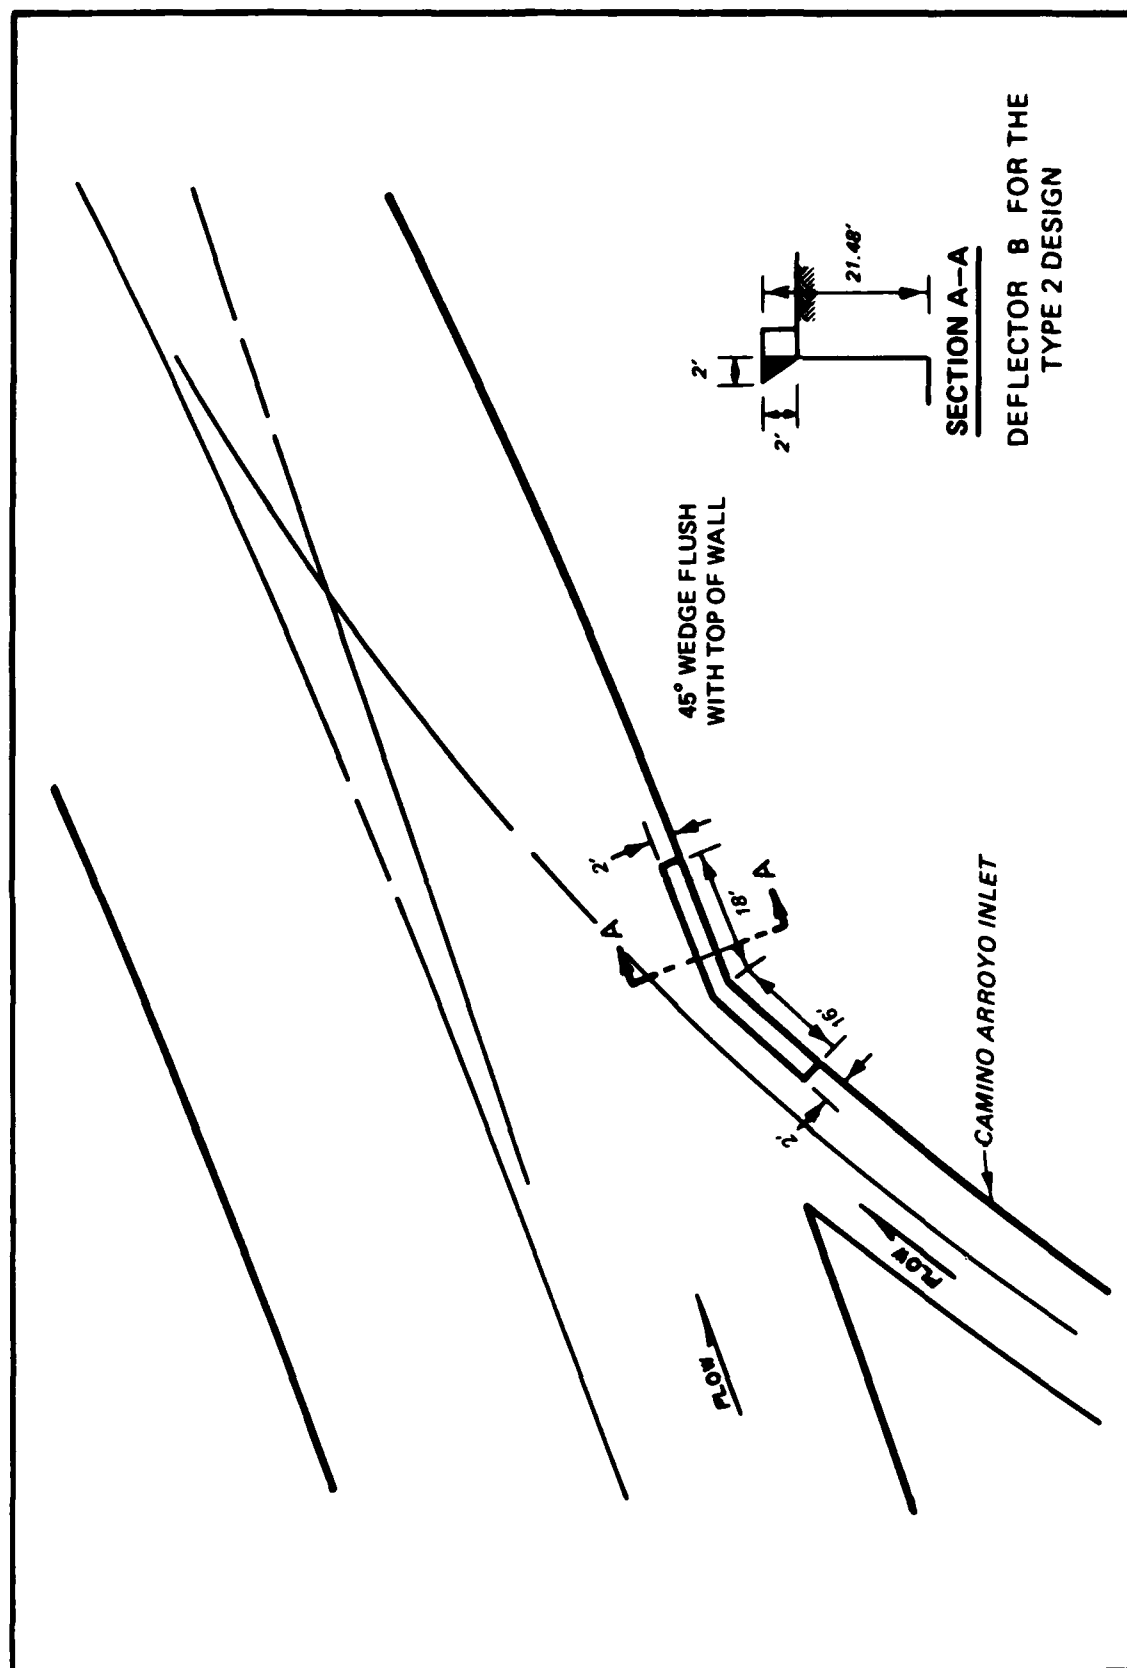 2'
A
A
18'
16'
2'
45° WEDGE FLUSH
WITH TOP OF WALL
FLOW
FLOW
CAMINO ARROYO INLET
2'
2'
21.48'
SECTION A–A
DEFLECTOR B FOR THE
TYPE 2 DESIGN